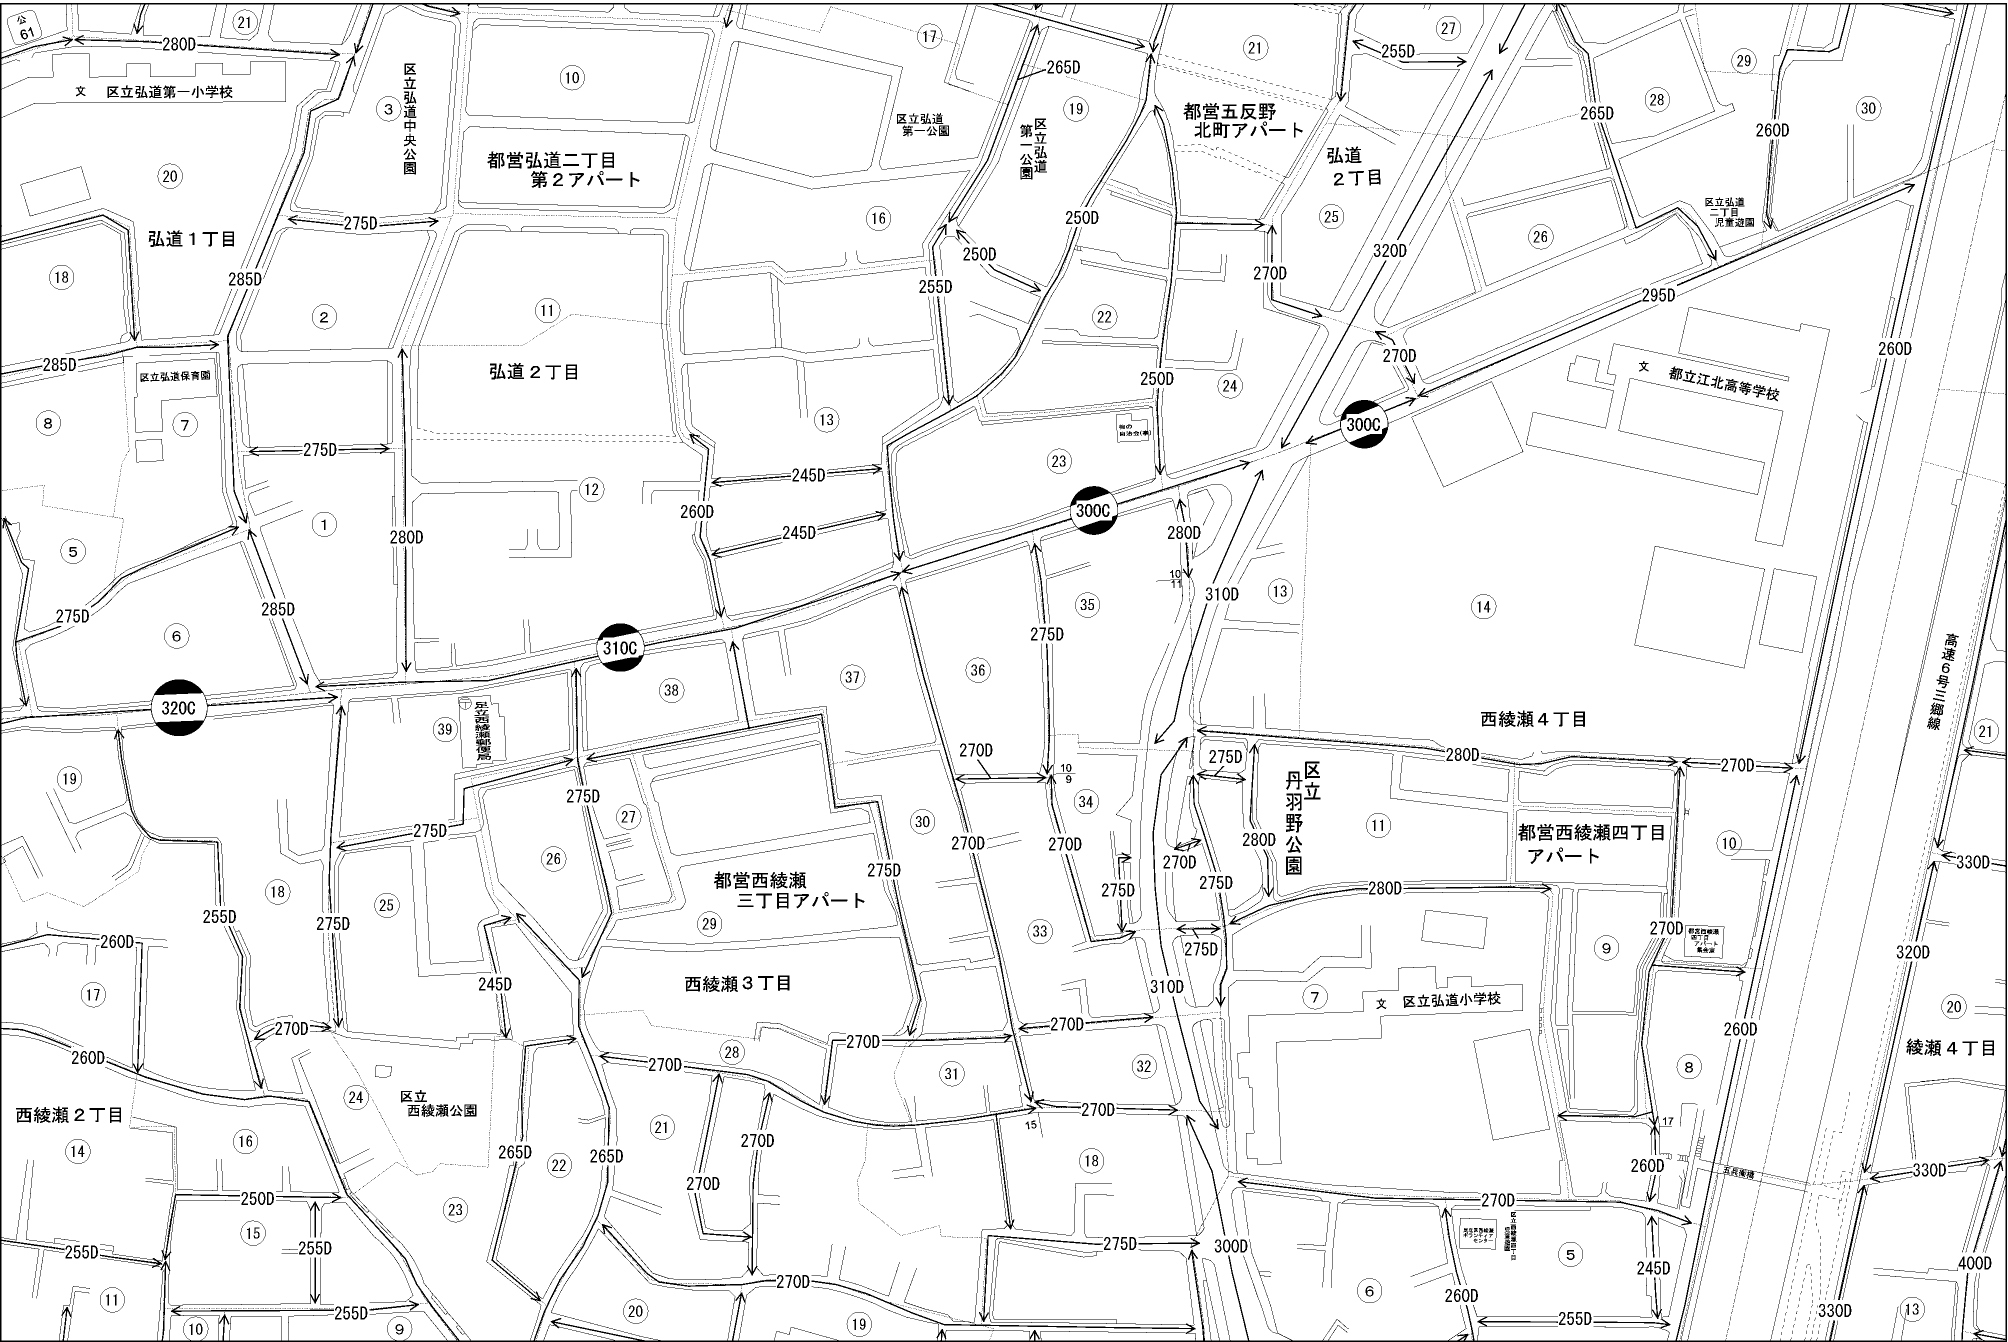 公
61
21
280D
17
265D
21
27
255D
29
文 区立弘道第一小学校
3
区立弘道中央公園
10
区立弘道
第一公園
19
区立弘道
第一公園
都営五反野
北町アパート
28
265D
260D
30
20
都営弘道二丁目
第2アパート
弘道
2丁目
25
区立弘道
二丁目
児童遊園
弘道1丁目
275D
16
250D
26
18
285D
250D
255D
270D
320D
295D
260D
2
11
22
弘道2丁目
285D
区立弘道保育園
270D
文 都立江北高等学校
8
7
275D
13
250D
24
300C
23
12
245D
5
1
260D
300C
280D
245D
280D
10
11
275D
285D
310D
13
14
6
35
275D
310C
320C
36
37
38
39
足立西綾瀬郵便局
西綾瀬4丁目
高速6号三郷線
19
270D
10
9
275D
280D
270D
21
275D
27
34
区立
丹羽野公園
275D
30
270D
270D
11
都営西綾瀬四丁目
アパート
10
26
280D
270D
330D
18
25
275D
都営西綾瀬
三丁目アパート
29
275D
275D
280D
255D
275D
33
270D
9
260D
275D
320D
17
245D
西綾瀬3丁目
310D
7
文 区立弘道小学校
20
270D
270D
270D
260D
260D
28
270D
綾瀬4丁目
24
区立
西綾瀬公園
31
32
8
西綾瀬2丁目
270D
15
17
14
16
21
270D
265D
265D
22
18
260D
五兵衛橋
330D
250D
270D
270D
15
23
255D
255D
275D
300D
5
245D
400D
11
270D
6
260D
255D
10
255D
9
20
19
330D
13